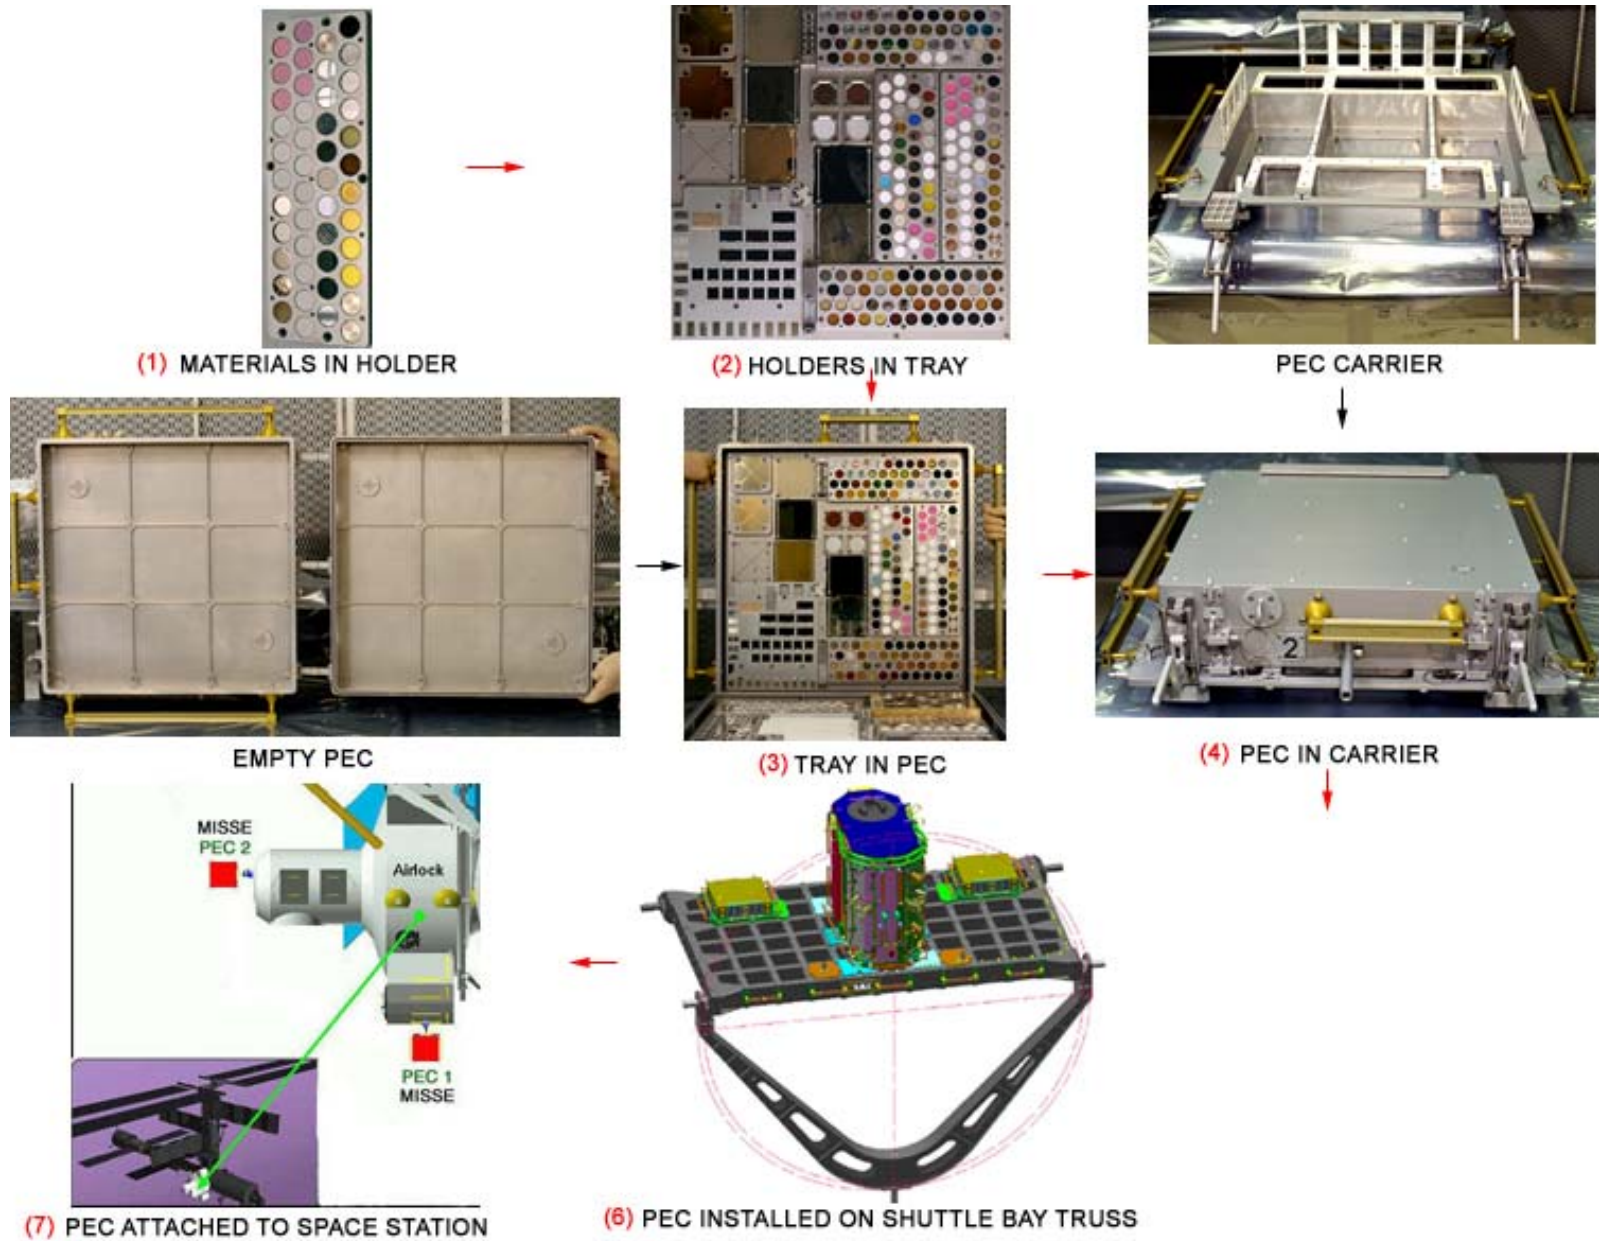 (1) MATERIALS IN HOLDER
(2) HOLDERS IN TRAY
PEC CARRIER
EMPTY PEC
(3) TRAY IN PEC
2
(4) PEC IN CARRIER
MISSE
PEC 2
Airlock
PEC 1
MISSE
(7) PEC ATTACHED TO SPACE STATION
(6) PEC INSTALLED ON SHUTTLE BAY TRUSS